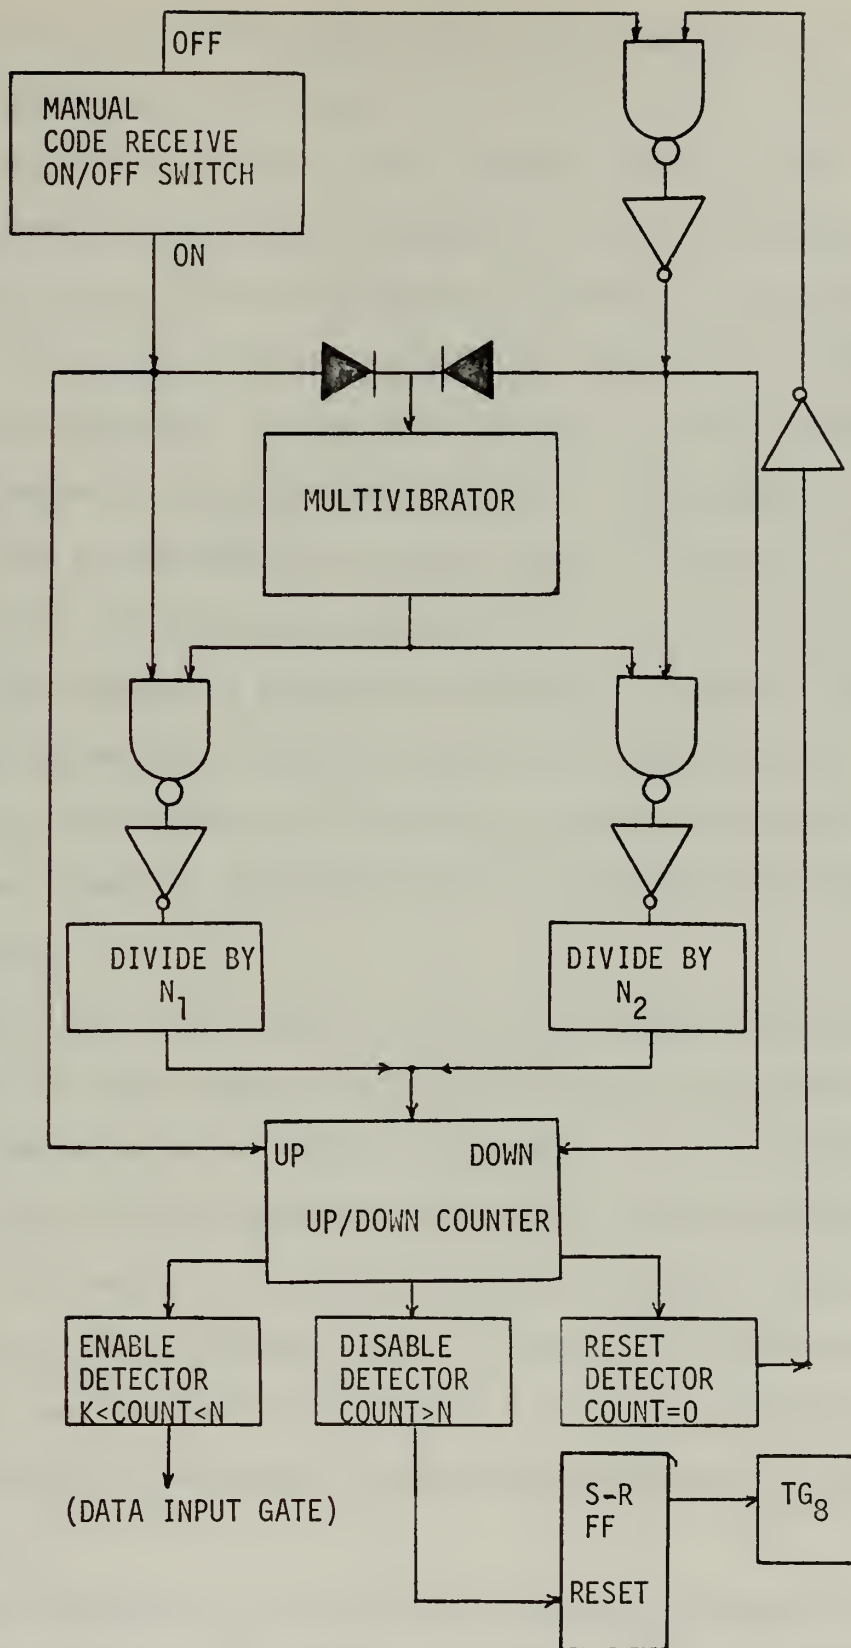 OFF
MANUAL
CODE RECEIVE
ON/OFF SWITCH
ON
MULTIVIBRATOR
DIVIDE BY
N1
DIVIDE BY
N2
UP DOWN
UP/DOWN COUNTER
ENABLE
DETECTOR
K<COUNT<N
DISABLE
DETECTOR
COUNT>N
RESET
DETECTOR
COUNT=0
(DATA INPUT GATE)
S-R
FF
RESET
TG8